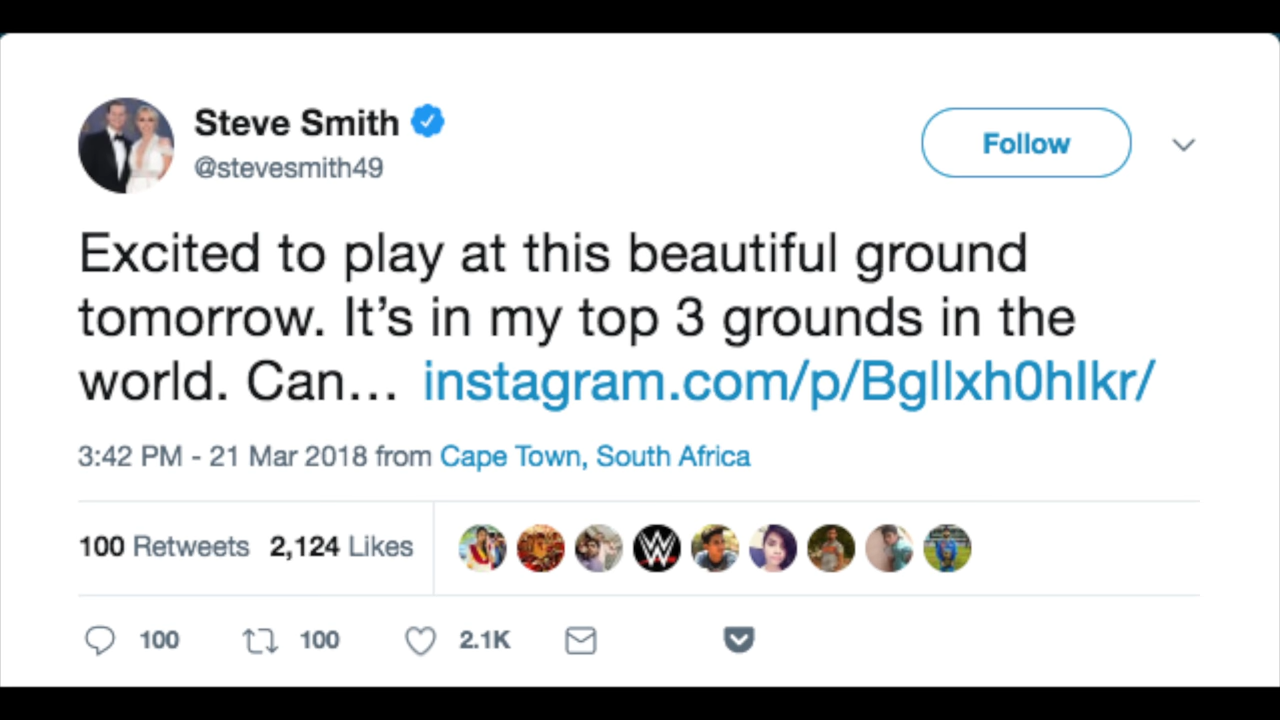 Steve Smith
@stevesmith49
Follow
Excited to play at this beautiful ground
tomorrow. It’s in my top 3 grounds in the
world. Can… instagram.com/p/BgIlxh0hlkr/
3:42 PM - 21 Mar 2018 from Cape Town, South Africa
100 Retweets 2,124 Likes
W
100 100 2.1K